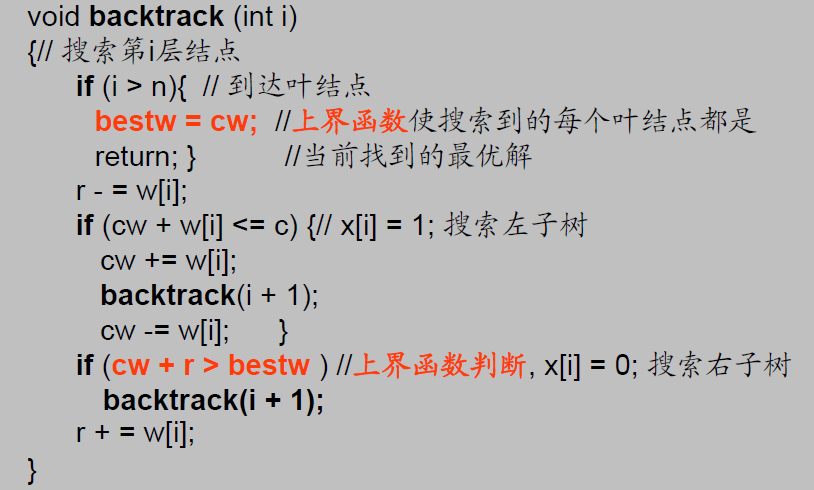 void backtrack (int i)
{// 搜索第i层结点
if (i > n){ // 到达叶结点
bestw = cw; //上界函数使搜索到的每个叶结点都是
return; } //当前找到的最优解
r - = w[i];
if (cw + w[i] <= c) {// x[i] = 1; 搜索左子树
cw += w[i];
backtrack(i + 1);
cw -= w[i]; }
if (cw + r > bestw ) //上界函数判断, x[i] = 0; 搜索右子树
backtrack(i + 1);
r + = w[i];
}